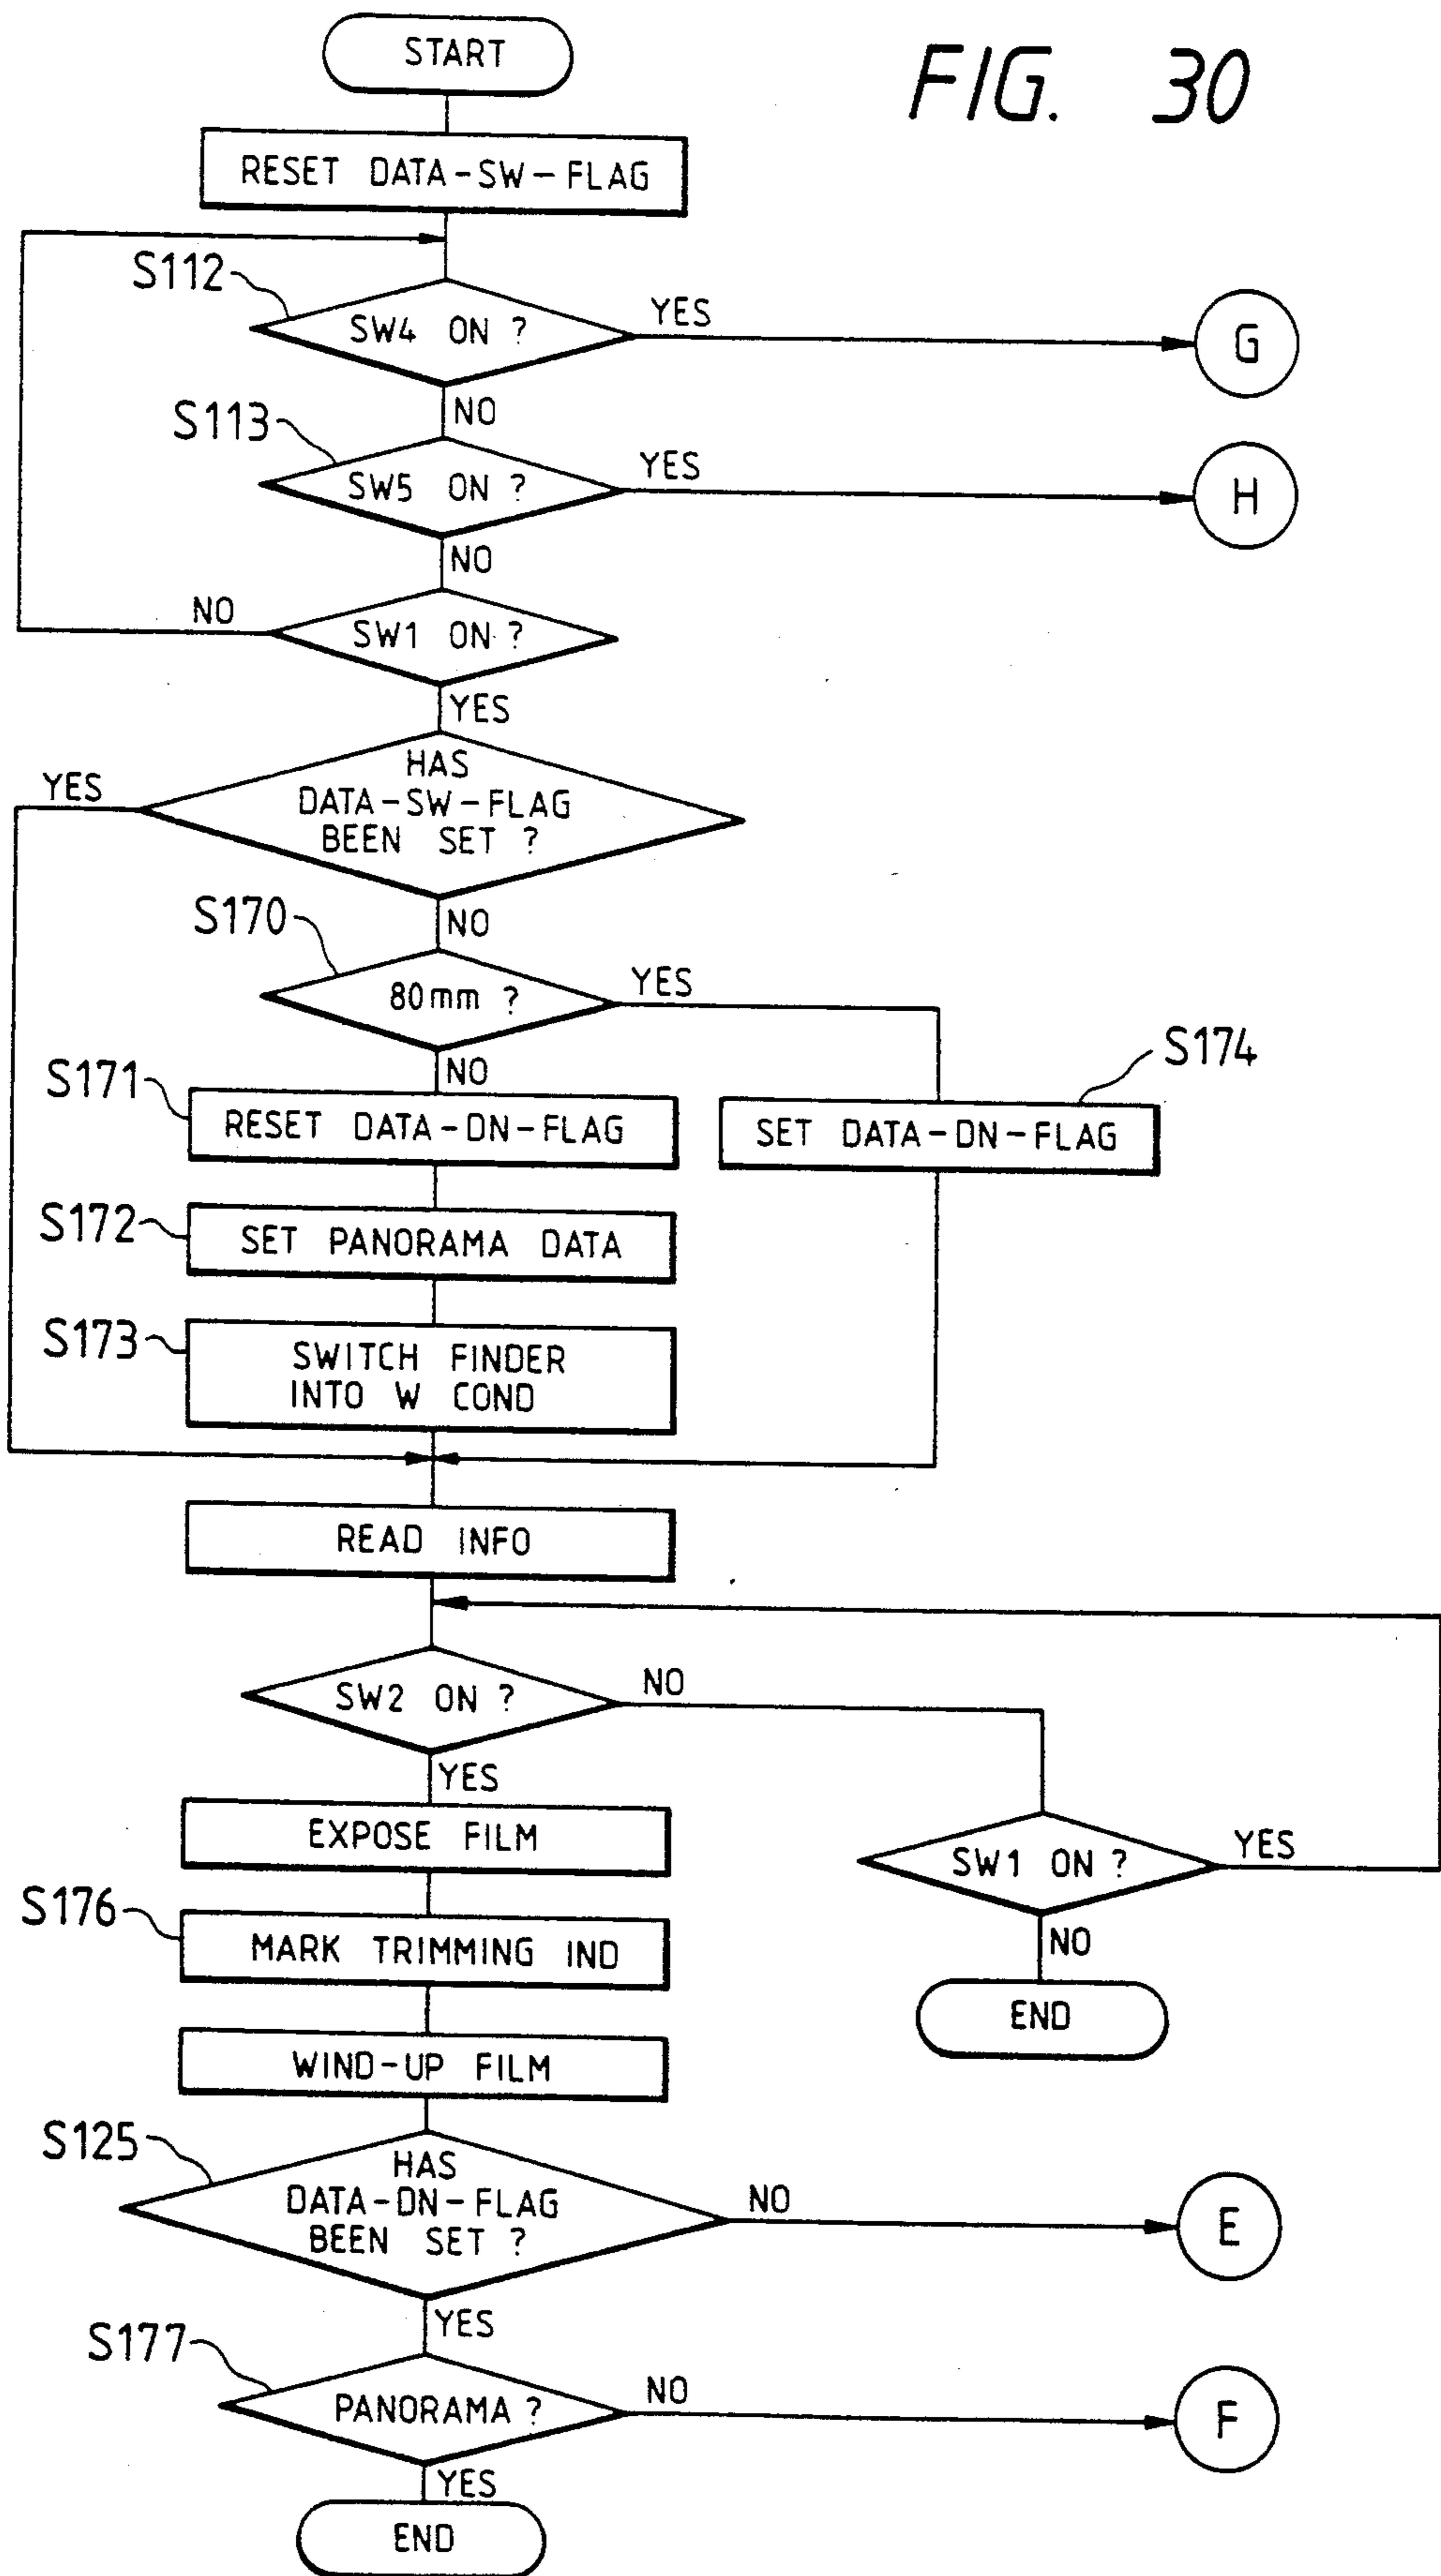 FIG. 30
START
RESET DATA-SW-FLAG
S112
SW4 ON ?
YES
G
NO
S113
SW5 ON ?
YES
H
NO
NO
SW1 ON ?
YES
YES
HAS
DATA-SW-FLAG
BEEN SET ?
NO
S170
80mm ?
YES
NO
S171
RESET DATA-DN-FLAG
S174
SET DATA-DN-FLAG
S172
SET PANORAMA DATA
S173
SWITCH FINDER
INTO W COND
READ INFO
SW2 ON ?
NO
YES
EXPOSE FILM
SW1 ON ?
YES
NO
END
S176
MARK TRIMMING IND
WIND-UP FILM
S125
HAS
DATA-DN-FLAG
BEEN SET ?
NO
E
YES
S177
PANORAMA ?
NO
F
YES
END